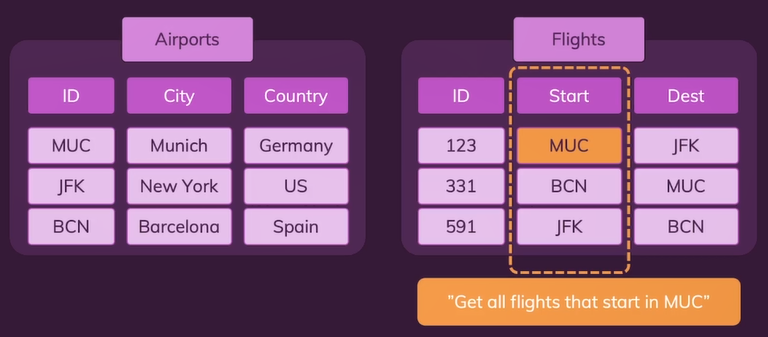 Airports
ID City Country
MUC Munich Germany
JFK New York US
BCN Barcelona Spain
Flights
ID Start Dest
123 MUC JFK
331 BCN MUC
591 JFK BCN
"Get all flights that start in MUC"